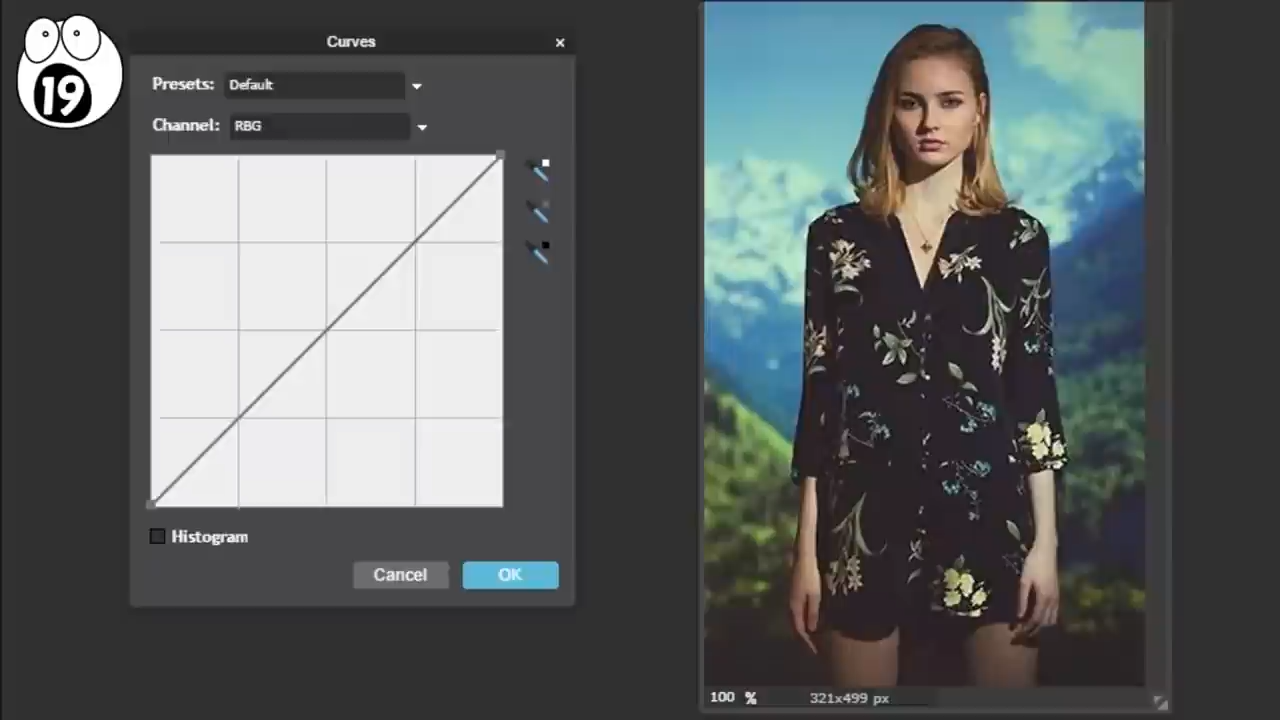 19
Curves
Presets: Default
Channel: RBG
Histogram
Cancel OK
100 % 321x499 px